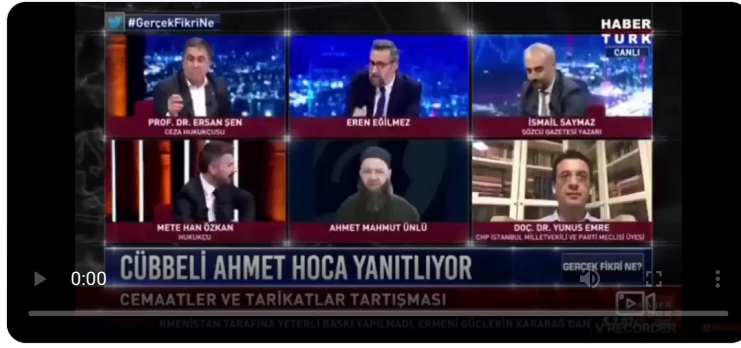 #GerçekFikriNe
HABER
TÜRK
CANLI
PROF. DR. ERSAN ŞEN
CEZA HUKUKÇUSU
EREN EĞİLMEZ
İSMAİL SAYMAZ
SÖZCÜ GAZETESİ YAZARI
METE HAN ÖZKAN
HUKUKÇU
AHMET MAHMUT ÜNLÜ
DOÇ. DR. YUNUS EMRE
CHP İSTANBUL MİLLETVEKİLİ VE PARTİ MECLİSİ ÜYESİ
0:00
CÜBBELİ AHMET HOCA YANITLIYOR
GERÇEK FİKRİ NE?
CEMAATLER VE TARİKATLAR TARTIŞMASI
RMENİSTAN TARAFINA YETERLİ BASKI YAPILMADI, ERMENİ GÜÇLERİN KARABAĞ'DAN
V RECORDER